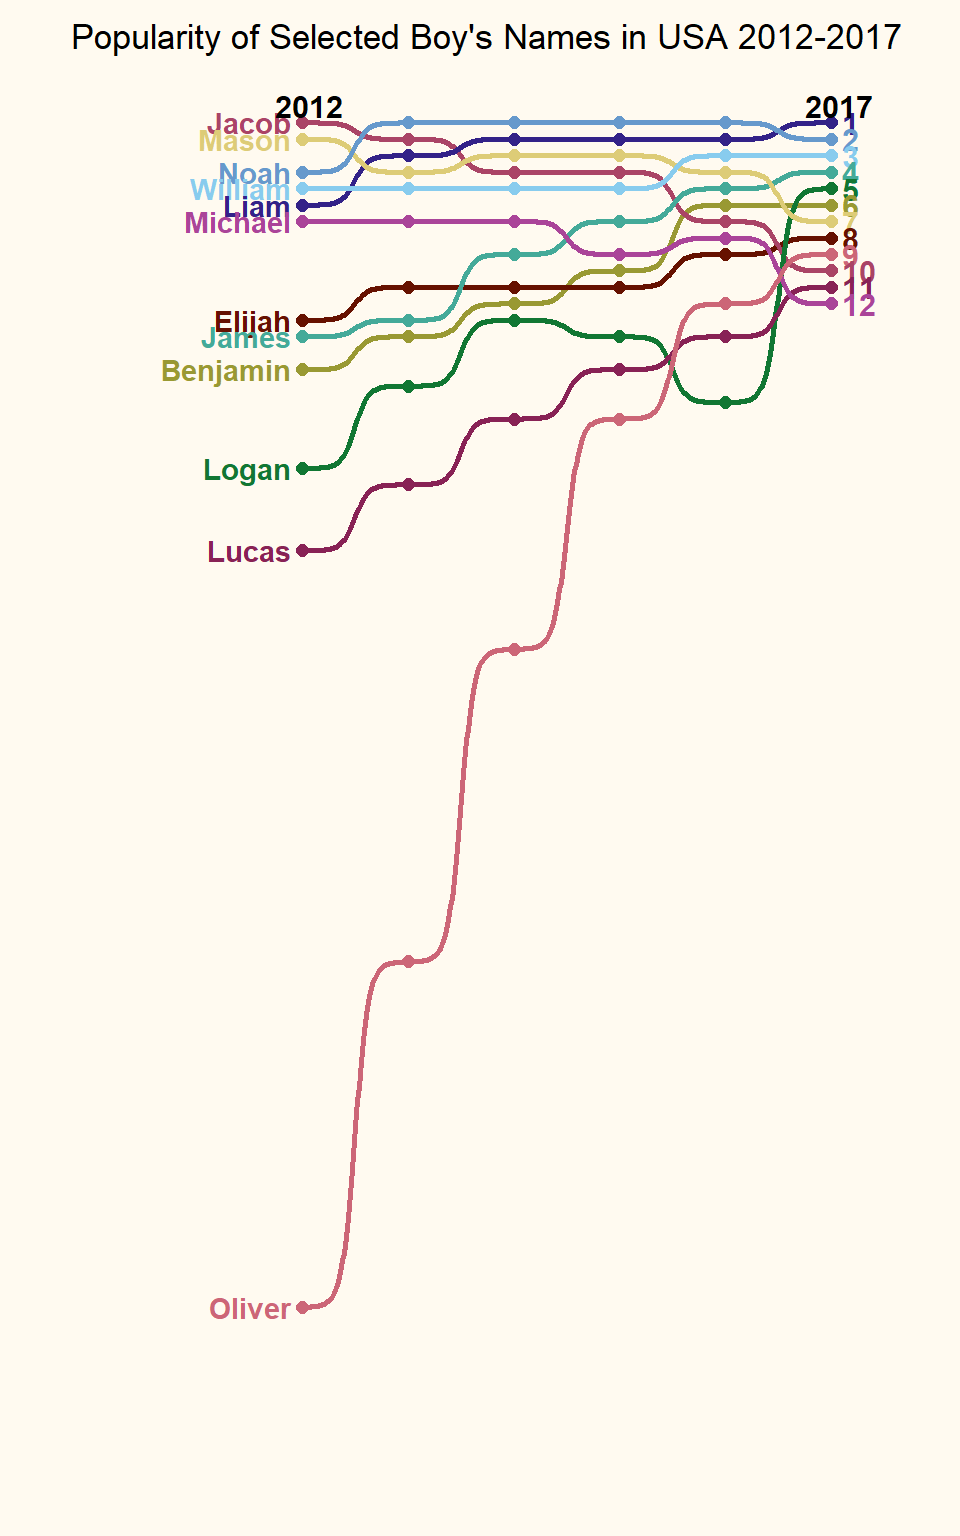 Popularity of Selected Boy's Names in USA 2012-2017
2012 2017
Jacob 1
Mason 2
Noah 3
William 4
Liam 5
Michael 6
7
8
9
10
11
12
Elijah
James
Benjamin
Logan
Lucas
Oliver